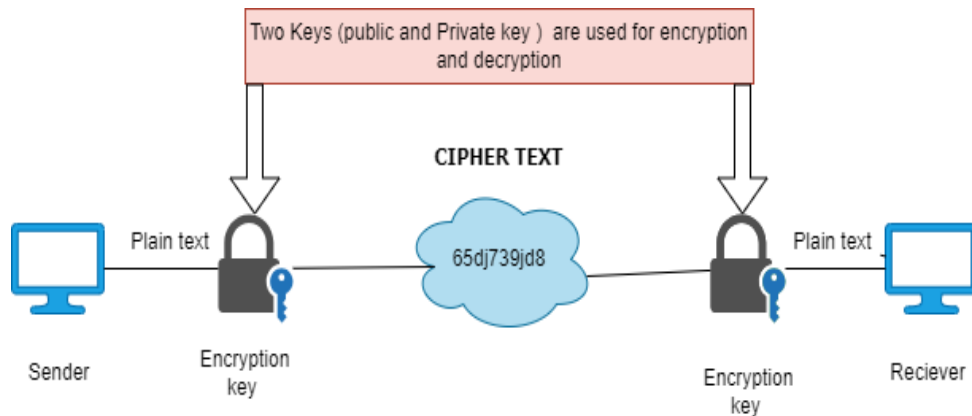 Two Keys (public and Private key ) are used for encryption
and decryption
CIPHER TEXT
Plain text
65dj739jd8
Plain text
Sender
Encryption
key
Encryption
key
Reciever